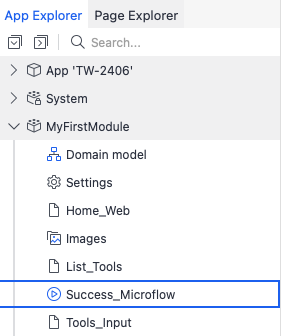 App Explorer Page Explorer
Search...
App 'TW-2406'
System
MyFirstModule
Domain model
Settings
Home_Web
Images
List_Tools
Success_Microflow
Tools_Input